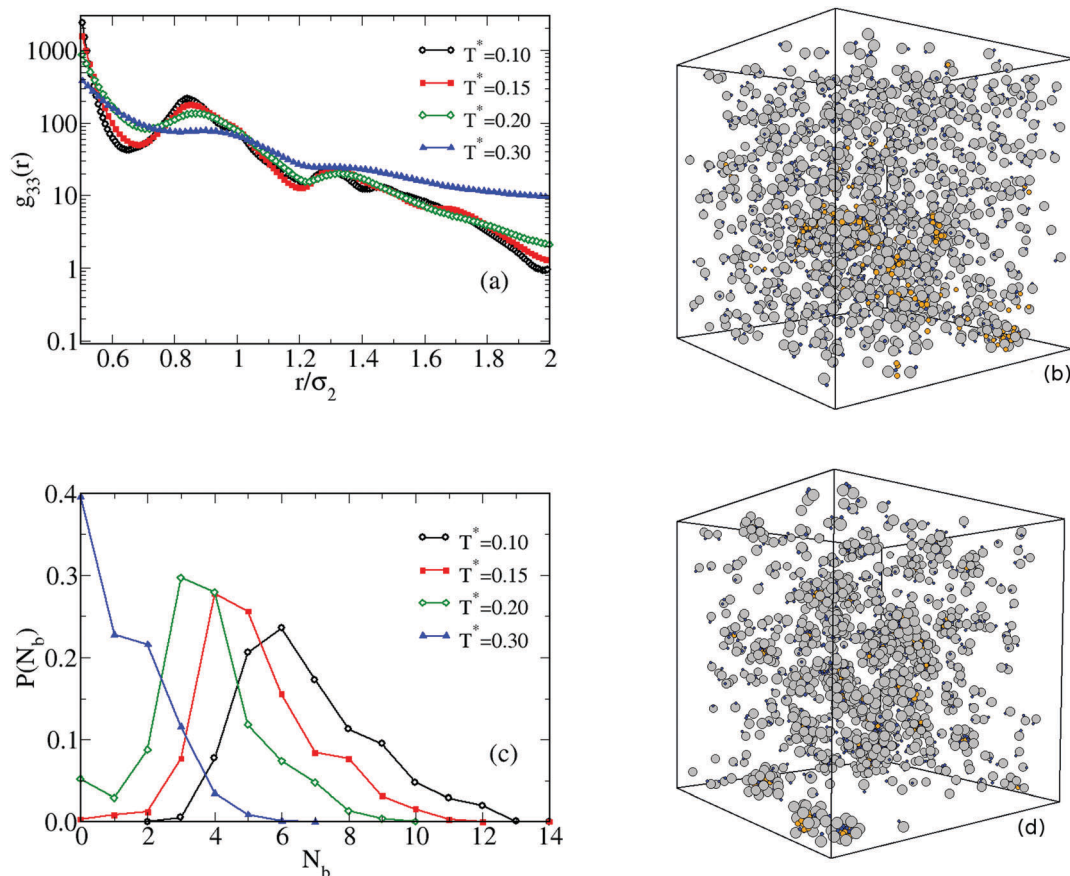 1000
100
10
1
0.1
g33(r)
T*=0.10
T*=0.15
T*=0.20
T*=0.30
(a)
0.6 0.8 1 1.2 1.4 1.6 1.8 2
r/σ2
(b)
0.4
0.3
0.2
0.1
0.0
P(Nb)
T*=0.10
T*=0.15
T*=0.20
T*=0.30
(c)
0 2 4 6 8 10 12 14
Nb
(d)